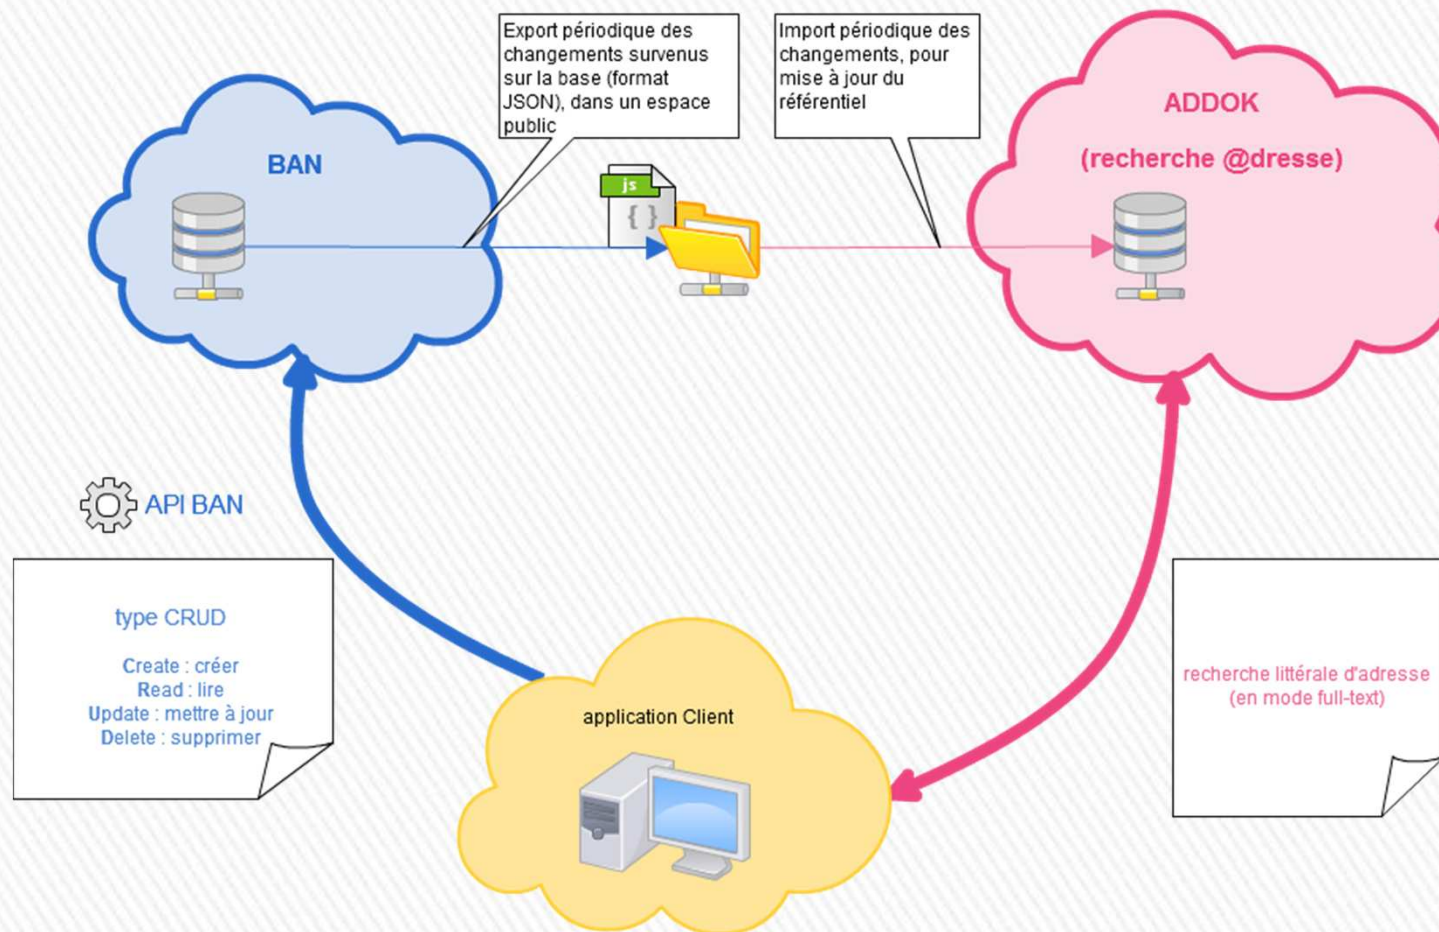 Export périodique des
changements survenus
sur la base (format
JSON), dans un espace
public
Import périodique des
changements, pour
mise à jour du
référentiel
BAN
js
{ }
ADDOK
(recherche @dresse)
API BAN
type CRUD
Create : créer
Read : lire
Update : mettre à jour
Delete : supprimer
application Client
recherche littérale d'adresse
(en mode full-text)